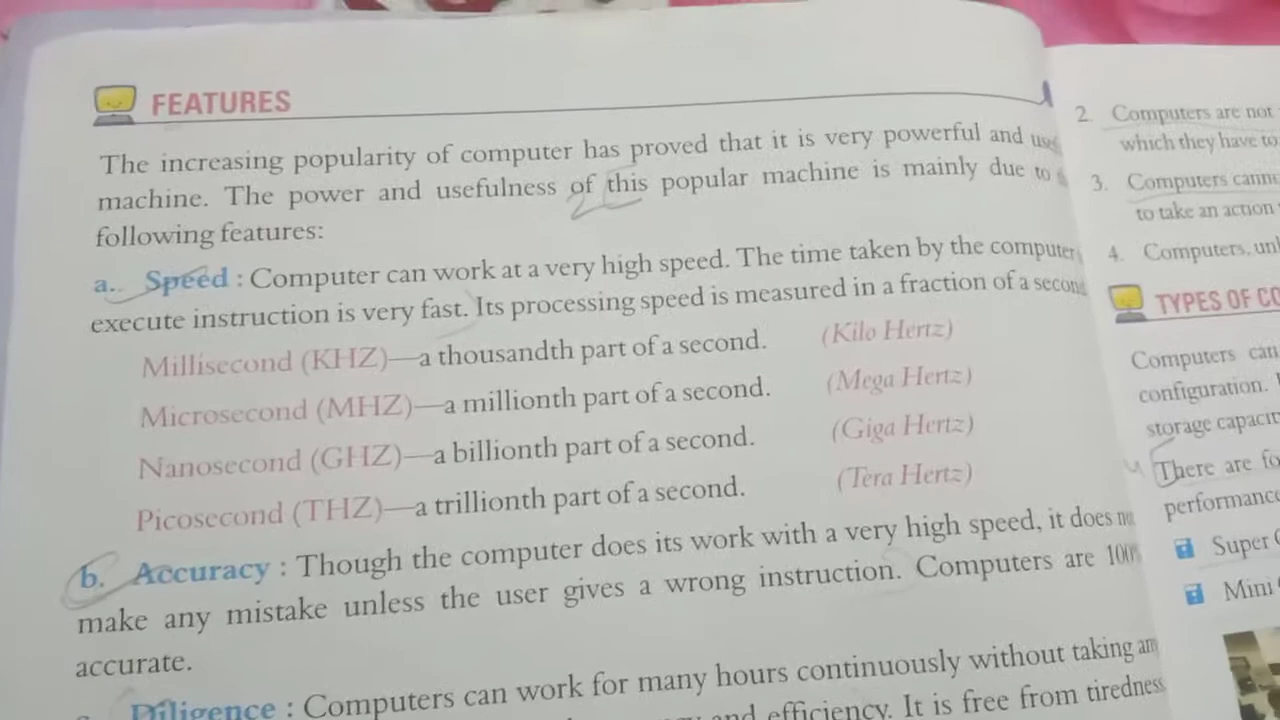 FEATURES
The increasing popularity of computer has proved that it is very powerful and
machine. The power and usefulness of this popular machine is mainly due to
following features:
a. Speed : Computer can work at a very high speed. The time taken by the computer
execute instruction is very fast. Its processing speed is measured in a fraction of a second
Millisecond (KHZ)—a thousandth part of a second. (Kilo Hertz)
Microsecond (MHZ)—a millionth part of a second. (Mega Hertz)
Nanosecond (GHZ)—a billionth part of a second. (Giga Hertz)
Picosecond (THZ)—a trillionth part of a second. (Tera Hertz)
b. Accuracy : Though the computer does its work with a very high speed, it does
make any mistake unless the user gives a wrong instruction. Computers are 100%
accurate.
Diligence : Computers can work for many hours continuously without taking
and efficiency. It is free from tiredness
2. Computers are not
which they have to
3. Computers
to take an action
4. Computers,
TYPES OF
Computers can
configuration.
storage
There are
performance
Super
Mini